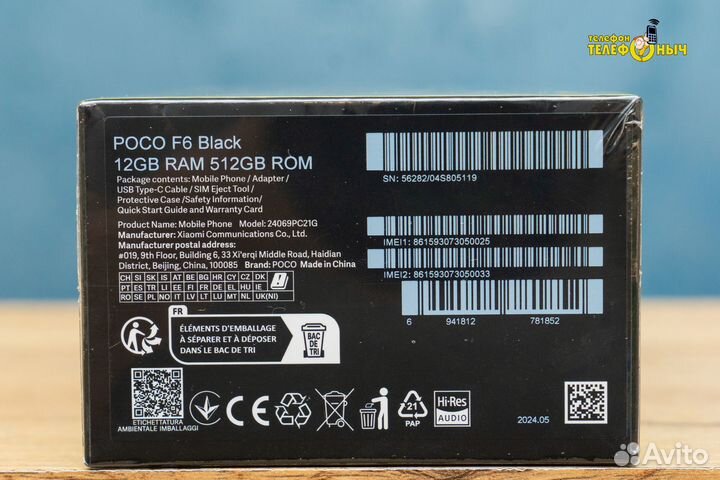 ТЕЛЕФОН
ТЕЛЕФОНЫЧ
POCO F6 Black
12GB RAM 512GB ROM
Package contents: Mobile Phone / Adapter /
USB Type-C Cable / SIM Eject Tool /
Protective Case /Safety Information/
Quick Start Guide and Warranty Card
Product Name: Mobile Phone Model: 24069PC21G
Manufacturer: Xiaomi Communications Co., Ltd.
Manufacturer postal address:
#019, 9th Floor, Building 6, 33 Xi'erqi Middle Road, Haidian
District, Beijing, China, 100085 Brand: POCO Made in China
CH SI SK IS AT BE BG HR CY CZ DK
PT ES TR LI EE FI FR DE EL HU IE
RO SE PL NO IT LV LT LU MT NL UK(NI)
SN: 56282/04S805119
IMEI1: 861593073050025
IMEI2: 861593073050033
6 941812 781852
FR
ÉLÉMENTS D'EMBALLAGE
À SÉPARER ET À DÉPOSER
DANS LE BAC DE TRI
BAC
DE TRI
ETICHETTATURA
AMBIENTALE IMBALLAGGI
CE
21
PAP
Hi-Res
AUDIO
2024.05
Avito